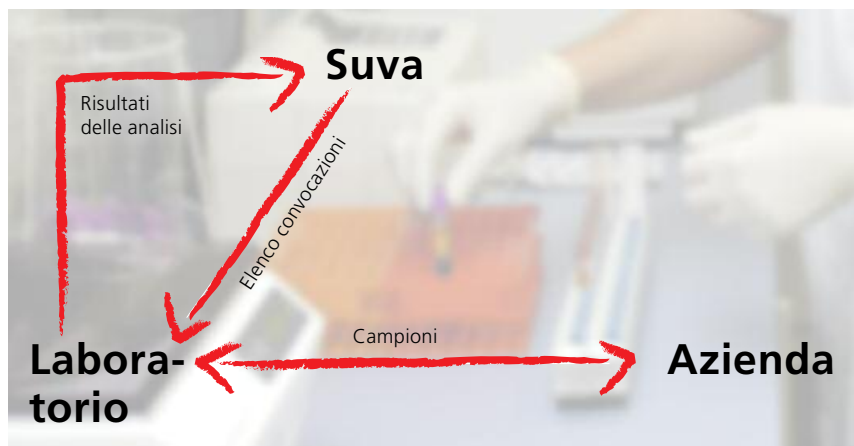 Suva
Risultati
delle analisi
Elenco convocazioni
Campioni
Labora-
torio
Azienda